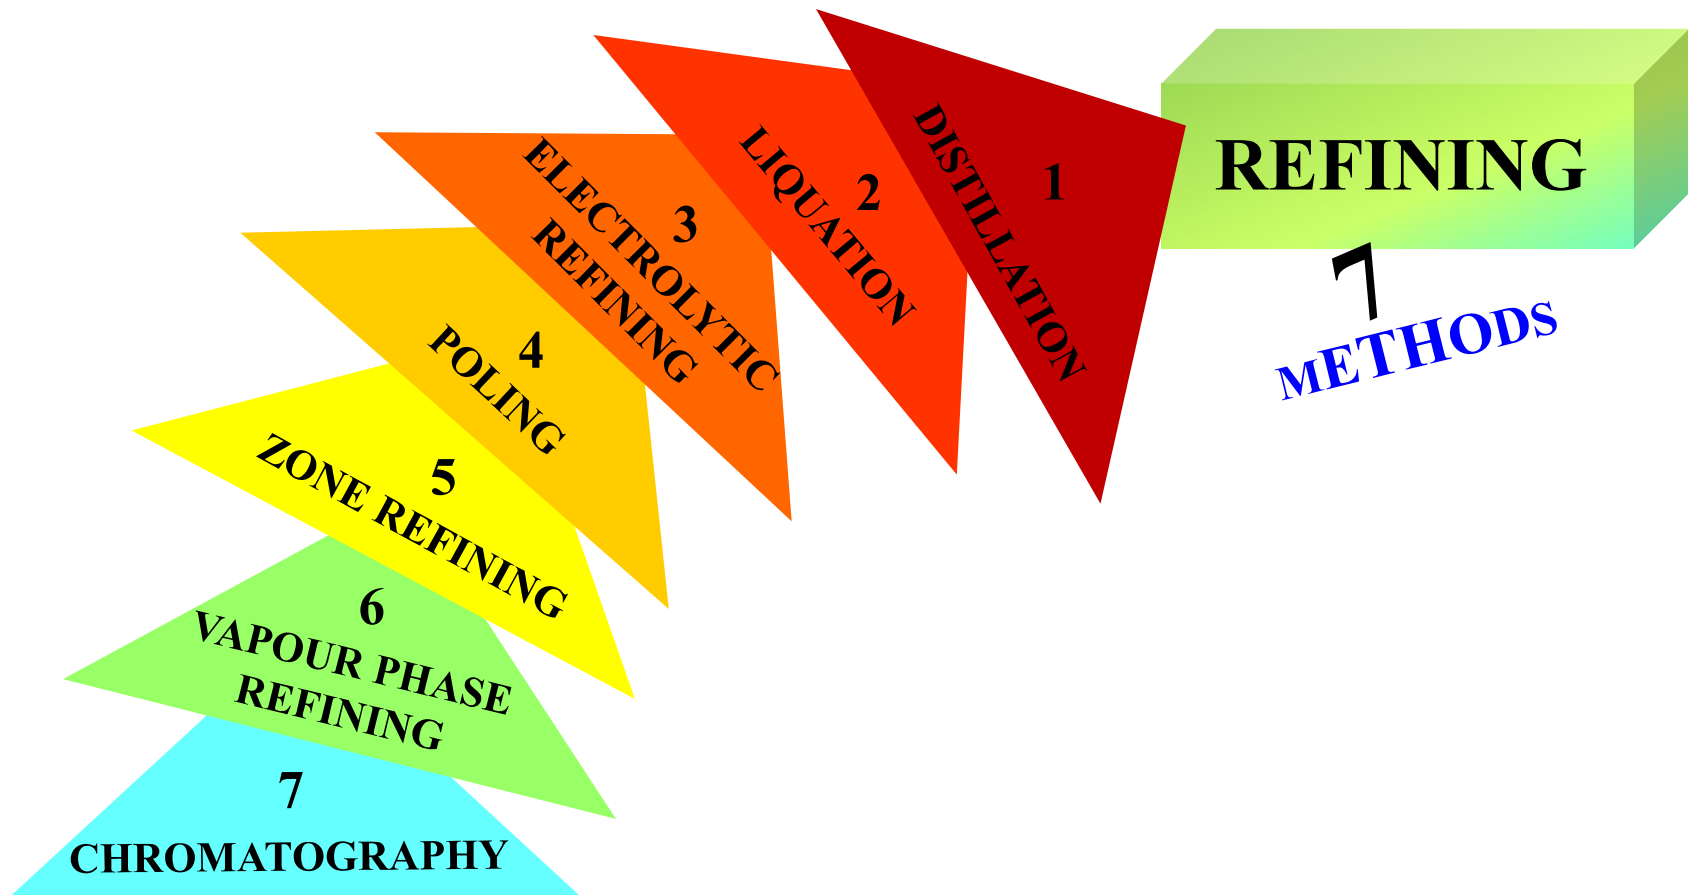 REFINING
7
METHODS
1
DISTILLATION
2
LIQUATION
3
ELECTROLYTIC
REFINING
4
POLING
5
ZONE REFINING
6
VAPOUR PHASE
REFINING
7
CHROMATOGRAPHY